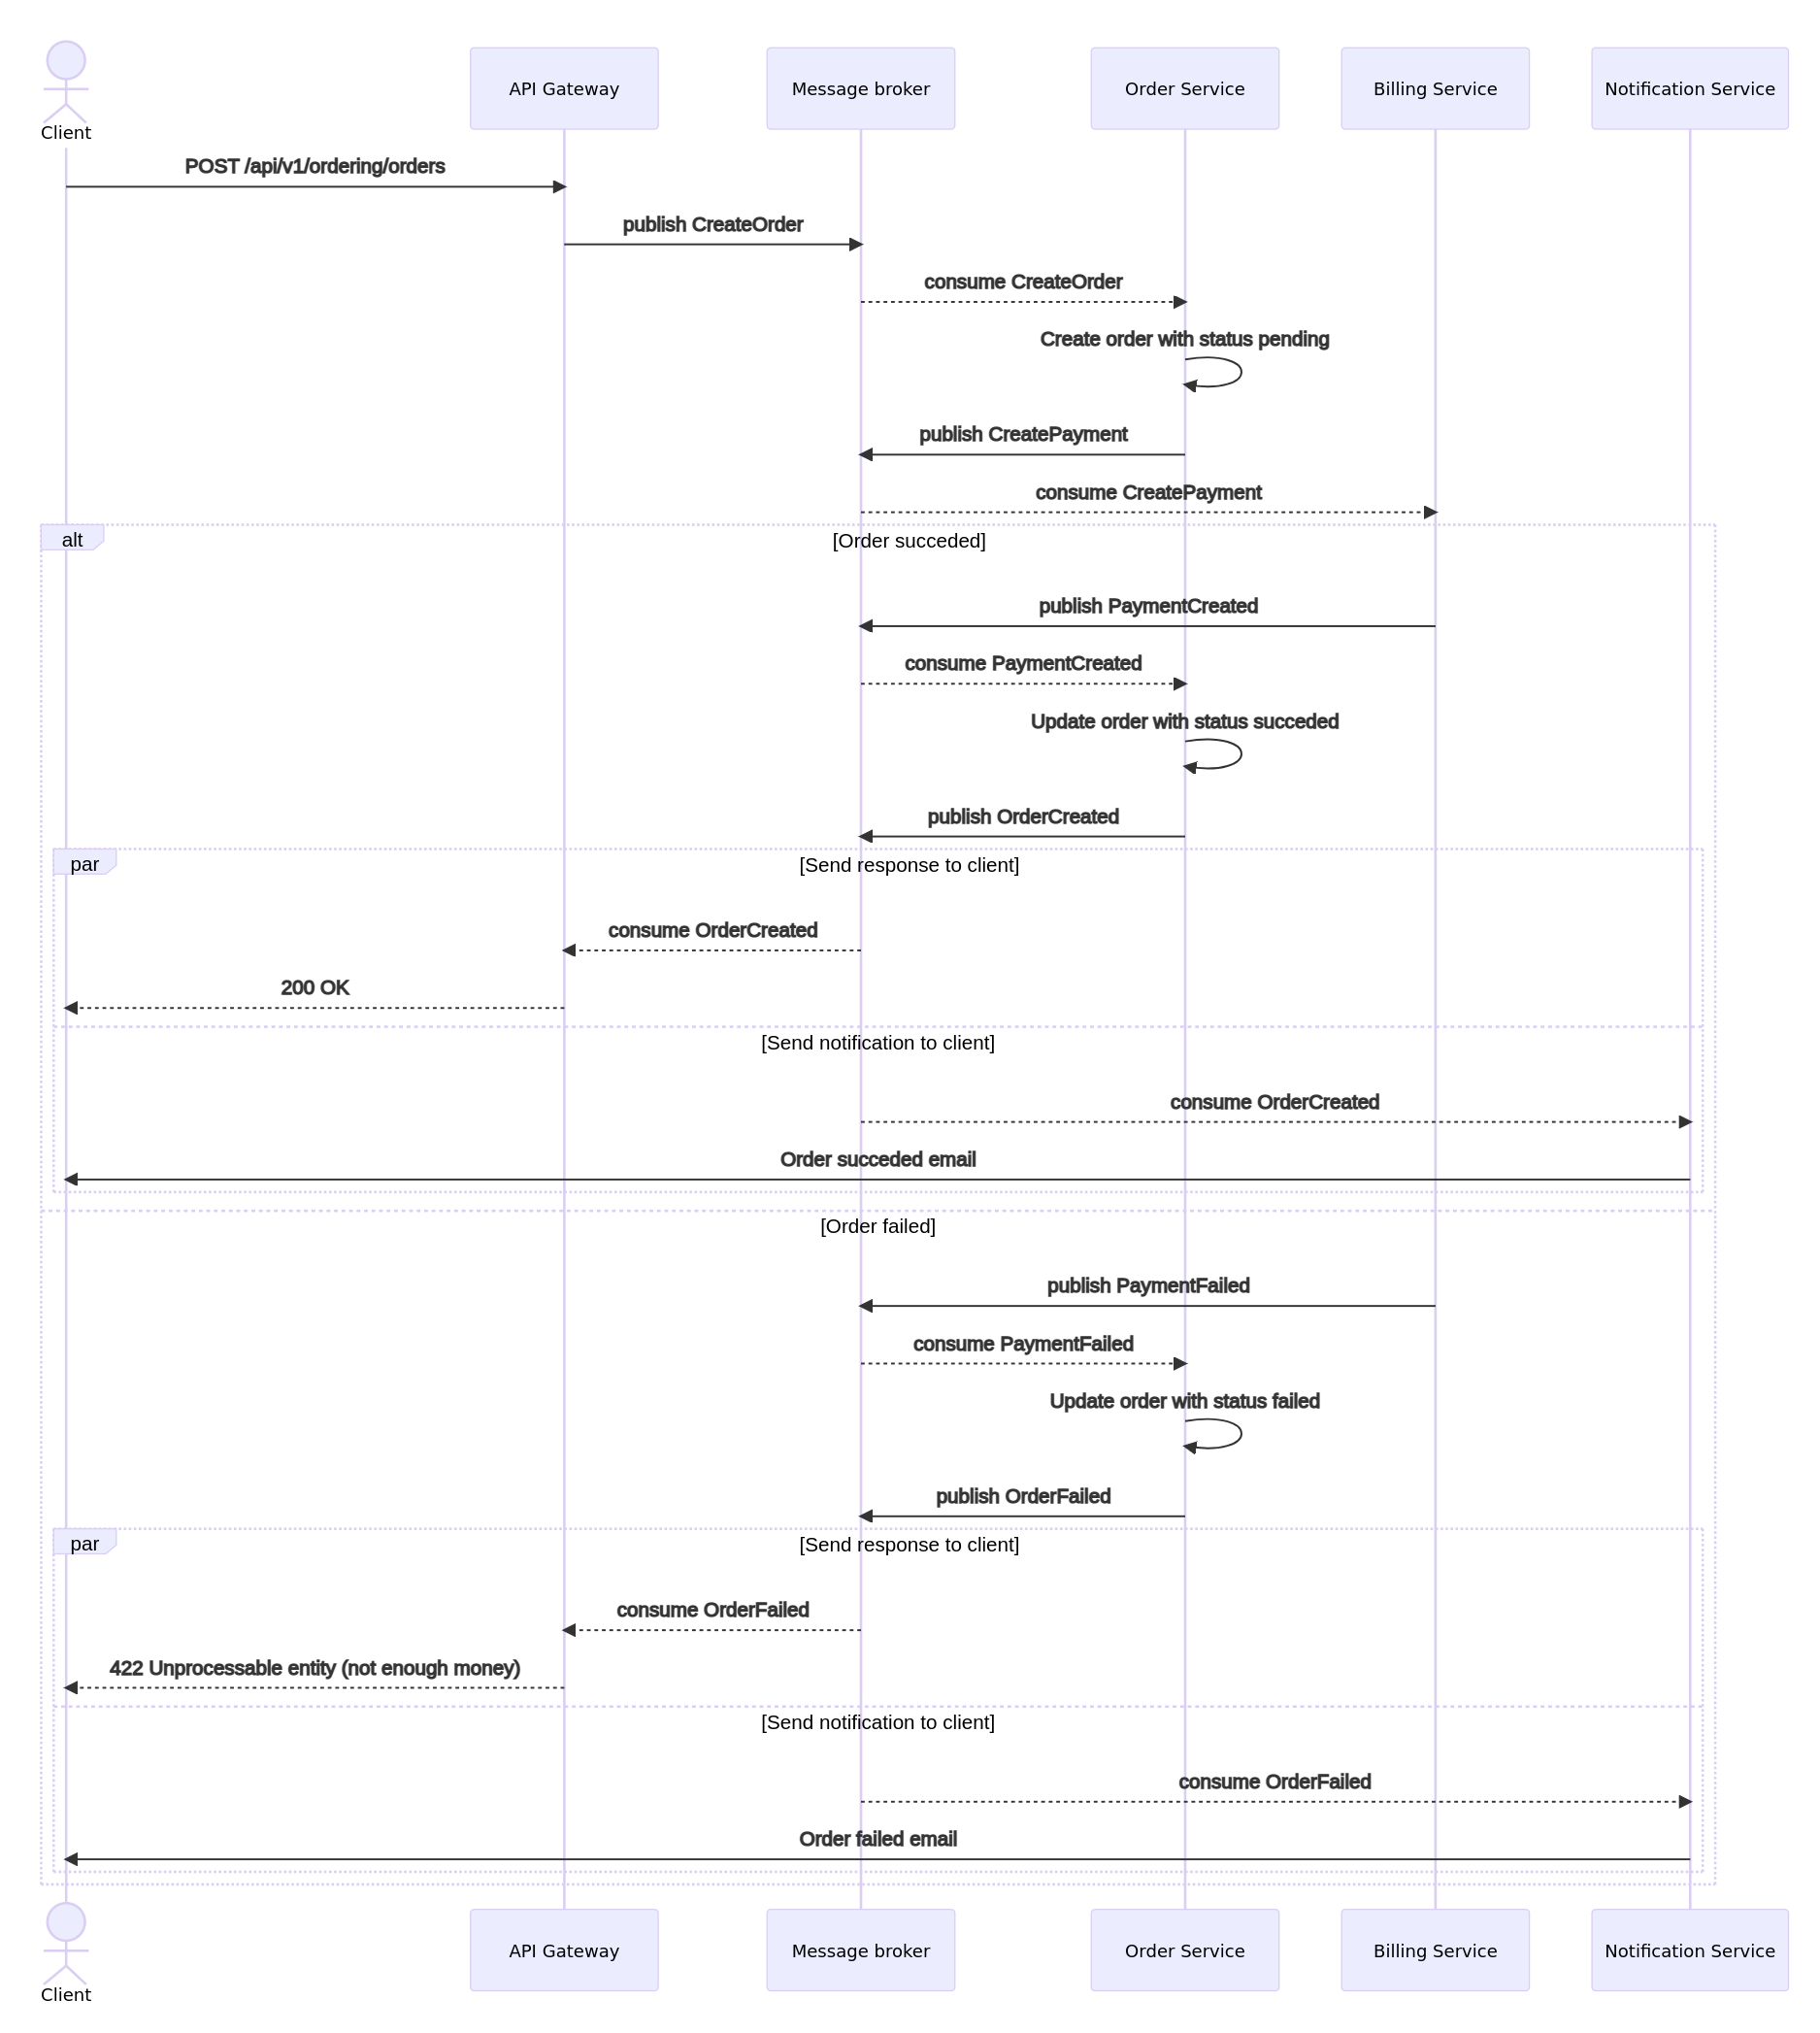 Client
API Gateway
Message broker
Order Service
Billing Service
Notification Service
POST /api/v1/ordering/orders
publish CreateOrder
consume CreateOrder
Create order with status pending
publish CreatePayment
consume CreatePayment
alt
[Order succeded]
publish PaymentCreated
consume PaymentCreated
Update order with status succeded
publish OrderCreated
par
[Send response to client]
consume OrderCreated
200 OK
[Send notification to client]
consume OrderCreated
Order succeded email
[Order failed]
publish PaymentFailed
consume PaymentFailed
Update order with status failed
publish OrderFailed
par
[Send response to client]
consume OrderFailed
422 Unprocessable entity (not enough money)
[Send notification to client]
consume OrderFailed
Order failed email
Client
API Gateway
Message broker
Order Service
Billing Service
Notification Service